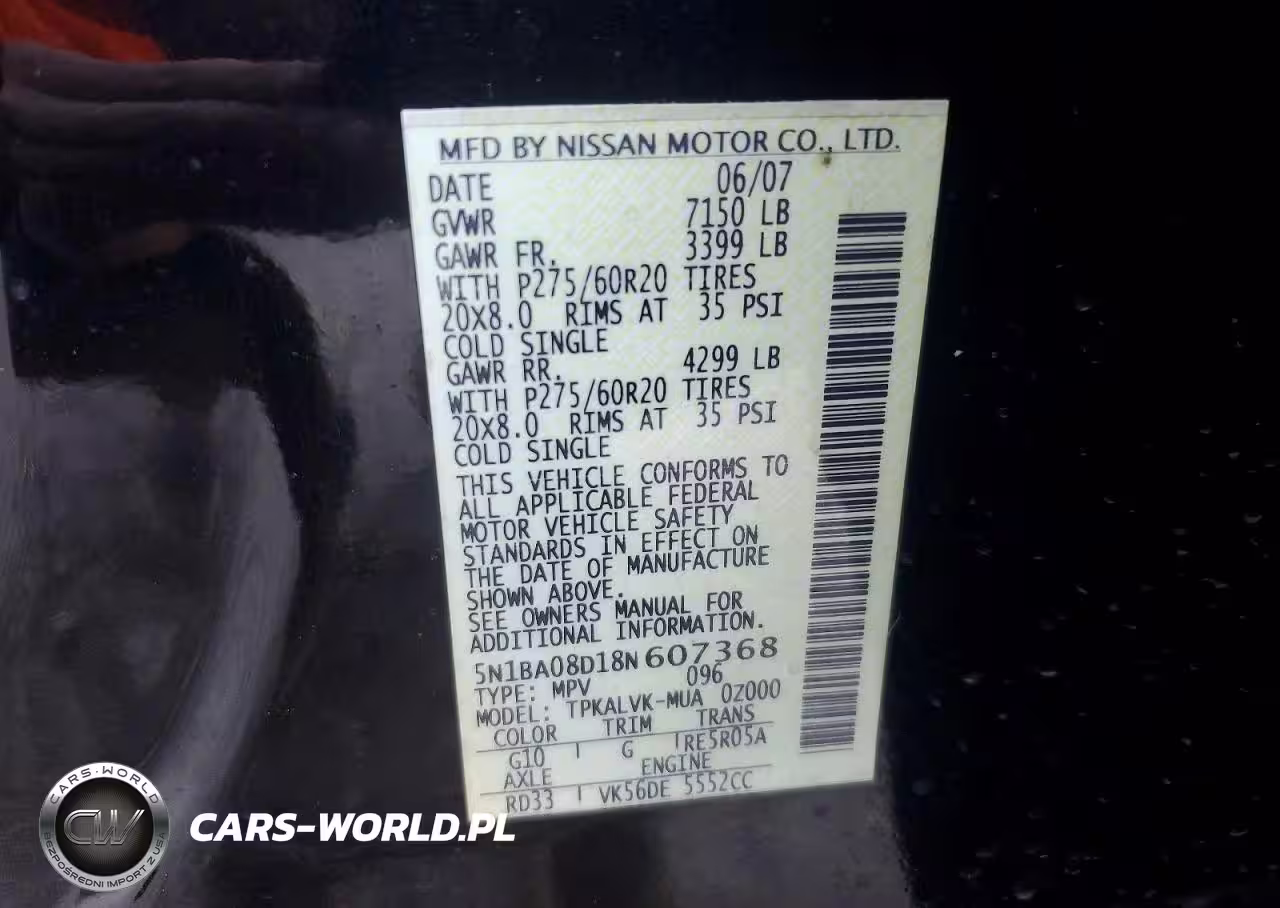 MFD BY NISSAN MOTOR CO., LTD.
DATE 06/07
GVWR 7150 LB
GAWR FR. 3399 LB
WITH P275/60R20 TIRES
20X8.0 RIMS AT 35 PSI
COLD SINGLE
GAWR RR. 4299 LB
WITH P275/60R20 TIRES
20X8.0 RIMS AT 35 PSI
COLD SINGLE
THIS VEHICLE CONFORMS TO
ALL APPLICABLE FEDERAL
MOTOR VEHICLE SAFETY
STANDARDS IN EFFECT ON
THE DATE OF MANUFACTURE
SHOWN ABOVE.
SEE OWNERS MANUAL FOR
ADDITIONAL INFORMATION.
5N1BA08D18N607368
TYPE: MPV 096
MODEL: TPKALVK-MUA 0Z000
COLOR TRIM TRANS
G10 G RE5R05A
AXLE ENGINE
RD33 VK56DE 5552CC
CARS-WORLD
CW
BEZPOŚREDNI IMPORT Z USA
CARS-WORLD.PL